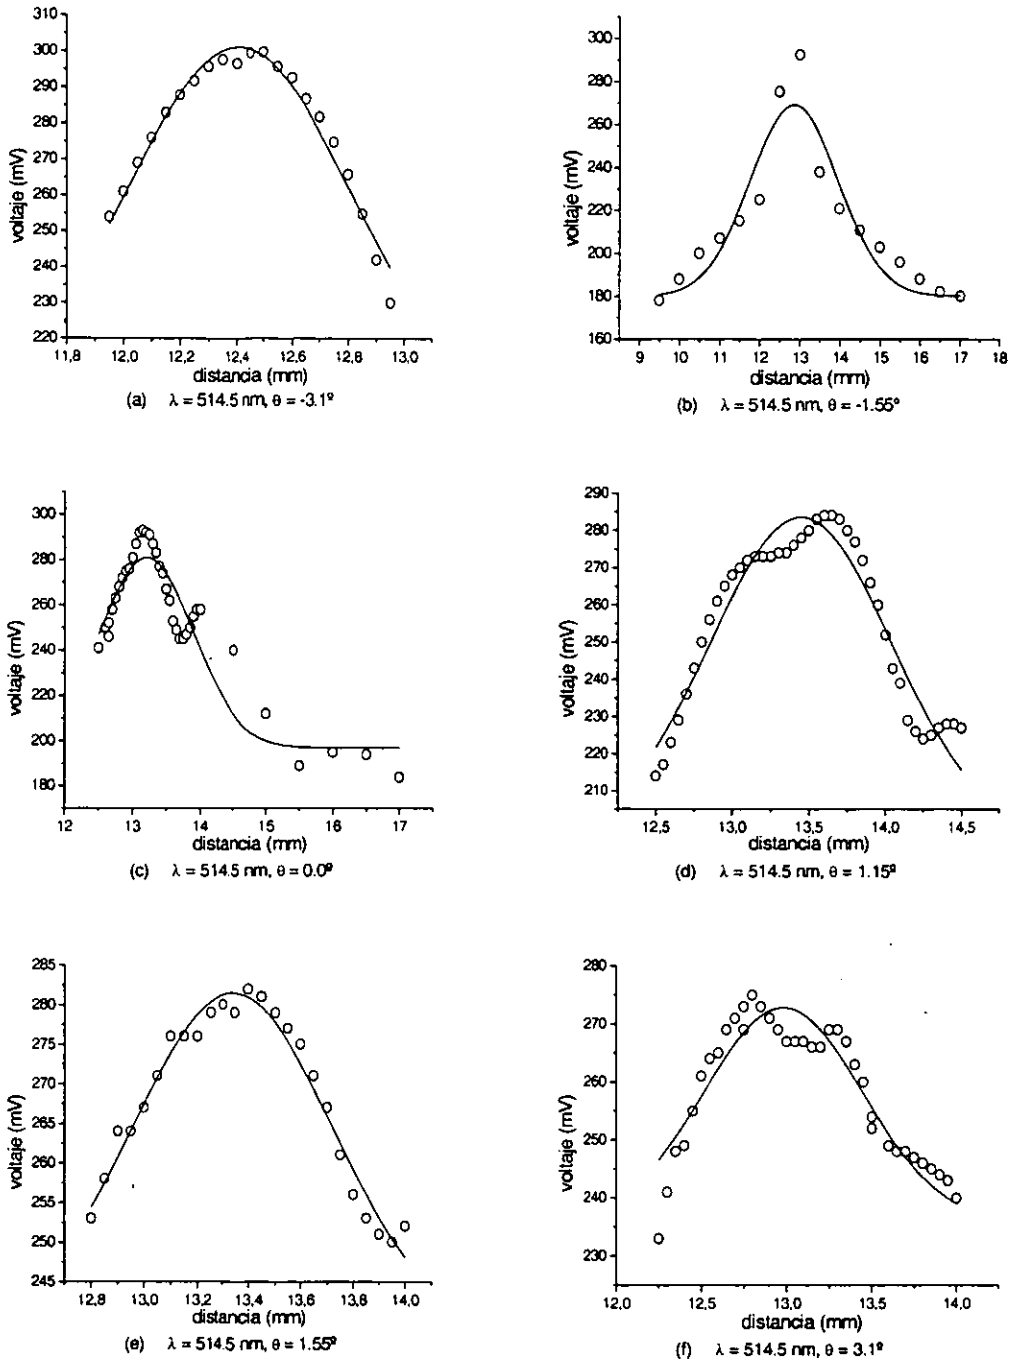 310
300
290
280
270
260
250
240
230
220
voltaje (mV)
11,8 12,0 12,2 12,4 12,6 12,8 13,0
distancia (mm)
(a) λ = 514.5 nm, θ = -3.1º
300
280
260
240
220
200
180
160
voltaje (mV)
9 10 11 12 13 14 15 16 17 18
distancia (mm)
(b) λ = 514.5 nm, θ = -1.55º
300
280
260
240
220
200
180
voltaje (mV)
12 13 14 15 16 17
distancia (mm)
(c) λ = 514.5 nm, θ = 0.0º
290
280
270
260
250
240
230
220
210
voltaje (mV)
12,5 13,0 13,5 14,0 14,5
distancia (mm)
(d) λ = 514.5 nm, θ = 1.15º
285
280
275
270
265
260
255
250
245
voltaje (mV)
12,8 13,0 13,2 13,4 13,6 13,8 14,0
distancia (mm)
(e) λ = 514.5 nm, θ = 1.55º
280
270
260
250
240
230
voltaje (mV)
12,0 12,5 13,0 13,5 14,0
distancia (mm)
(f) λ = 514.5 nm, θ = 3.1º